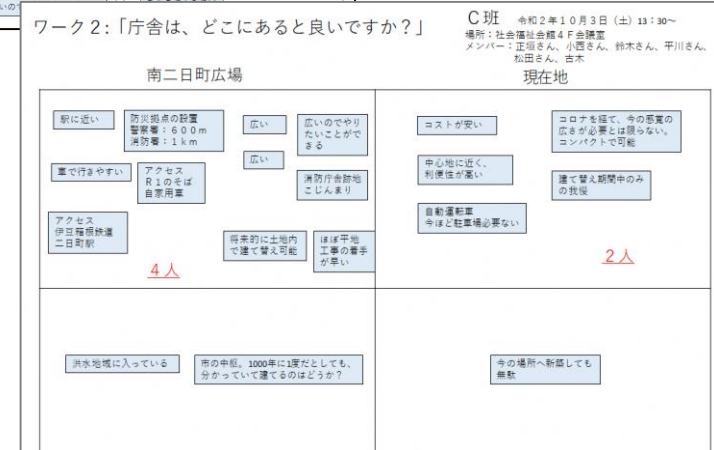 ワーク２:「庁舎は、どこにあると良いですか？」
C班　令和２年１０月３日（土）13：30～
場所：社会福祉会館４Ｆ会議室
メンバー：正垣さん、小西さん、鈴木さん、平川さん、
松田さん、古木
南二日町広場
現在地
駅に近い
防災拠点の設置
警察署：６００ｍ
消防署：１ｋｍ
広い
広いのでやり
たいことがで
きる
広い
車で行きやすい
アクセス
Ｒ１のそば
自家用車
消防庁舎跡地
こじんまり
アクセス
伊豆箱根鉄道
二日町駅
将来的に土地内
で建て替え可能
ほぼ平地
工事の着手
が早い
４人
コストが安い
コロナを経て、今の感覚の
広さが必要とは限らない。
コンパクトで可能
中心地に近く、
利便性が高い
建て替え期間中のみ
の我慢
自動運転車
今ほど駐車場必要ない
２人
洪水地域に入っている
市の中枢。1000年に1度だとしても、
分かっていて建てるのはどうか？
今の場所へ新築しても
無駄